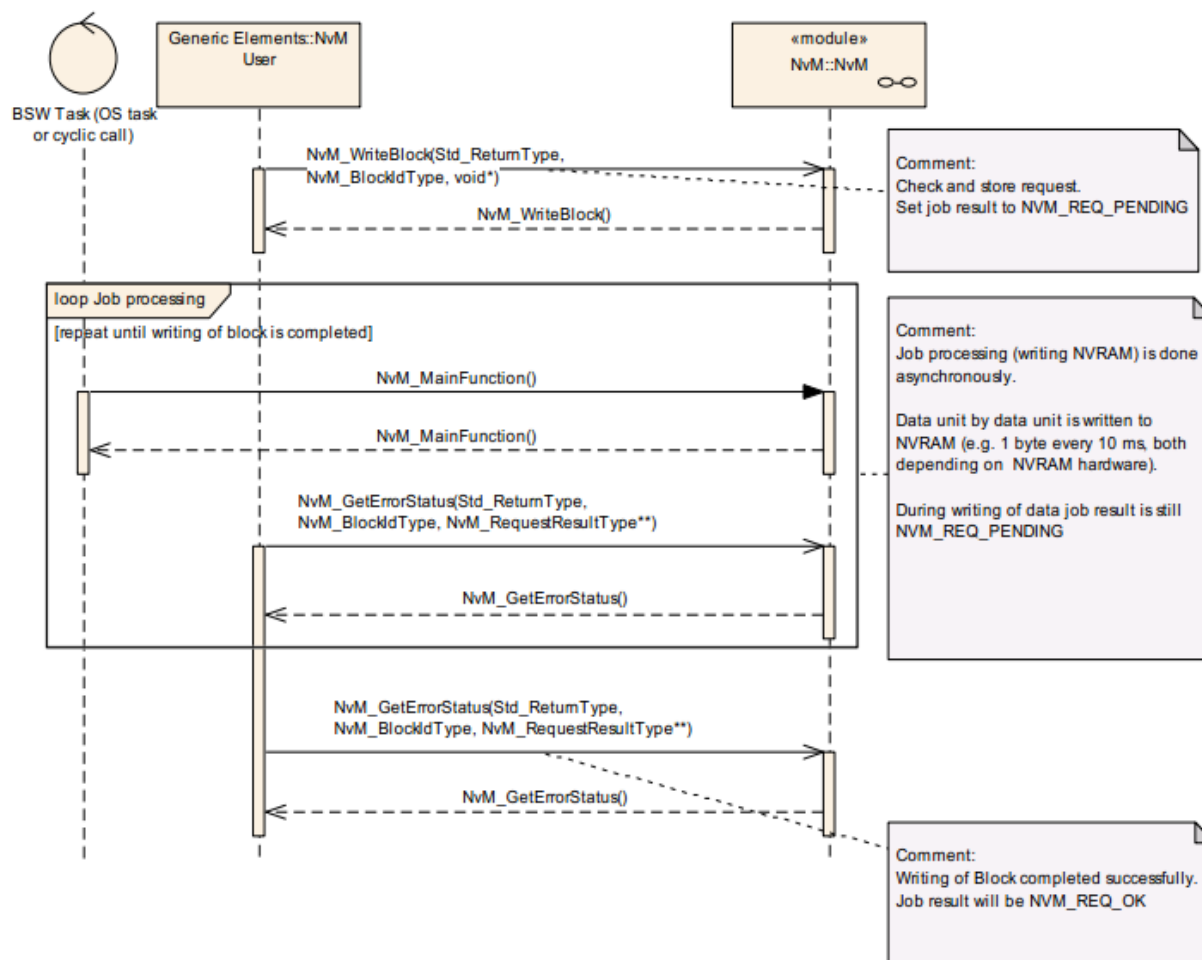 Generic Elements::NvM
User
«module»
NvM::NvM
BSW Task (OS task
or cyclic call)
NvM_WriteBlock(Std_ReturnType,
NvM_BlockIdType, void*)
Comment:
Check and store request.
Set job result to NVM_REQ_PENDING
NvM_WriteBlock()
loop Job processing
[repeat until writing of block is completed]
Comment:
Job processing (writing NVRAM) is done
asynchronously.
Data unit by data unit is written to
NVRAM (e.g. 1 byte every 10 ms, both
depending on NVRAM hardware).
During writing of data job result is still
NVM_REQ_PENDING
NvM_MainFunction()
NvM_MainFunction()
NvM_GetErrorStatus(Std_ReturnType,
NvM_BlockIdType, NvM_RequestResultType**)
NvM_GetErrorStatus()
NvM_GetErrorStatus(Std_ReturnType,
NvM_BlockIdType, NvM_RequestResultType**)
NvM_GetErrorStatus()
Comment:
Writing of Block completed successfully.
Job result will be NVM_REQ_OK